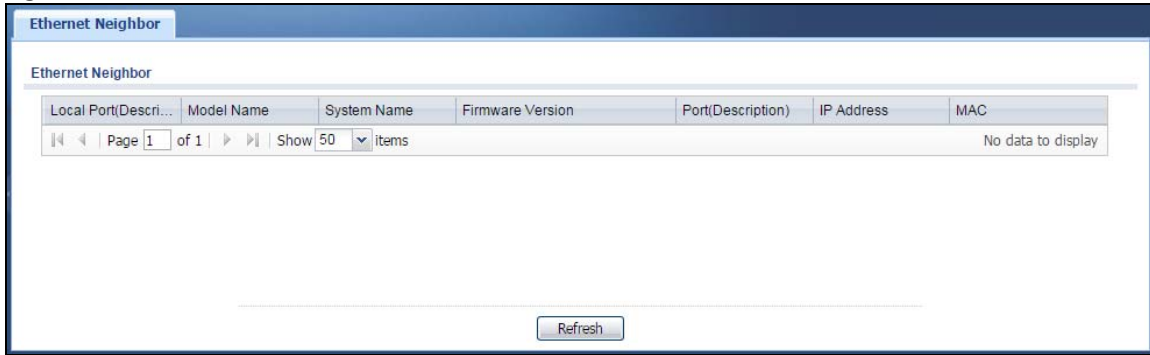 Ethernet Neighbor
Ethernet Neighbor
Local Port(Descri... Model Name System Name Firmware Version Port(Description) IP Address MAC
Page 1 of 1 Show 50 items No data to display
Refresh